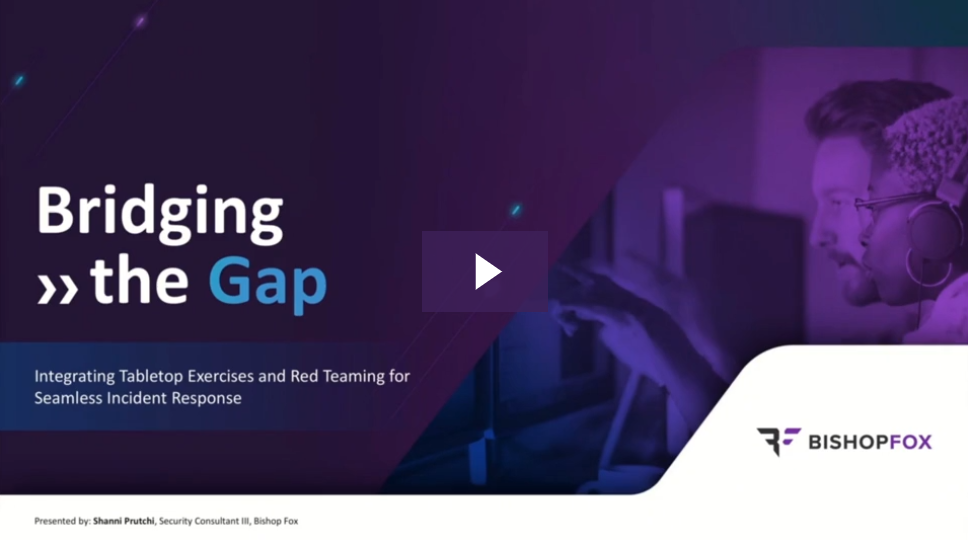 Bridging
›› the Gap
Integrating Tabletop Exercises and Red Teaming for
Seamless Incident Response
BISHOPFOX
Presented by: Shanni Prutchi, Security Consultant III, Bishop Fox